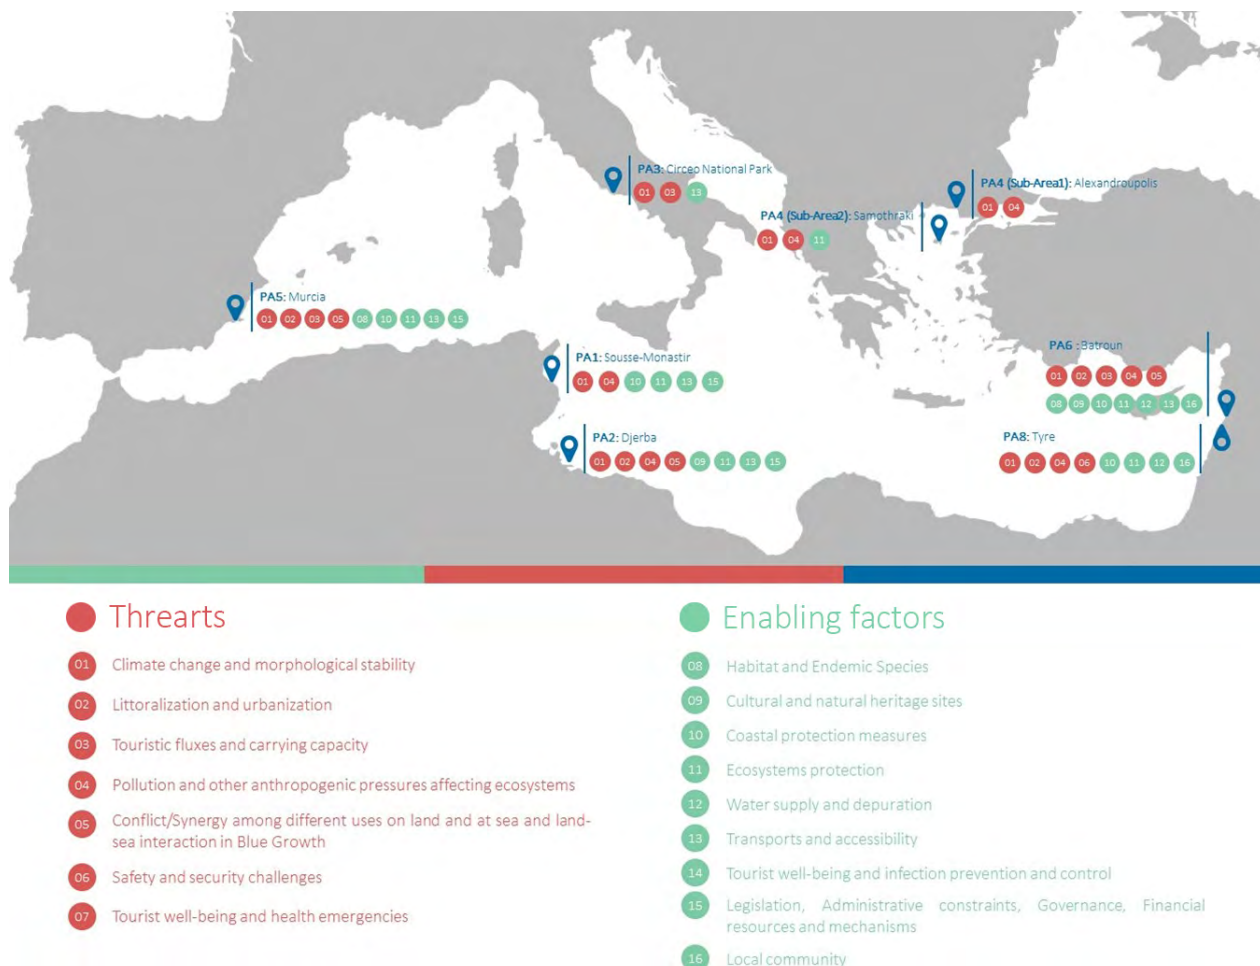 PA3: Circeo National Park
01 03 13
PA4 (Sub-Area1): Alexandroupolis
01 04
PA4 (Sub-Area2): Samothraki
01 04 11
PA5: Murcia
01 02 03 05 08 10 11 13 15
PA1: Sousse-Monastir
01 04 10 11 13 15
PA6 : Batroun
01 02 03 04 05
08 09 10 11 12 13 16
PA2: Djerba
01 02 04 05 09 11 13 15
PA8: Tyre
01 02 04 06 10 11 12 16
Threarts
01 Climate change and morphological stability
02 Littoralization and urbanization
03 Touristic fluxes and carrying capacity
04 Pollution and other anthropogenic pressures affecting ecosystems
05 Conflict/Synergy among different uses on land and at sea and land-
sea interaction in Blue Growth
06 Safety and security challenges
07 Tourist well-being and health emergencies
Enabling factors
08 Habitat and Endemic Species
09 Cultural and natural heritage sites
10 Coastal protection measures
11 Ecosystems protection
12 Water supply and depuration
13 Transports and accessibility
14 Tourist well-being and infection prevention and control
15 Legislation, Administrative constraints, Governance, Financial
resources and mechanisms
16 Local community